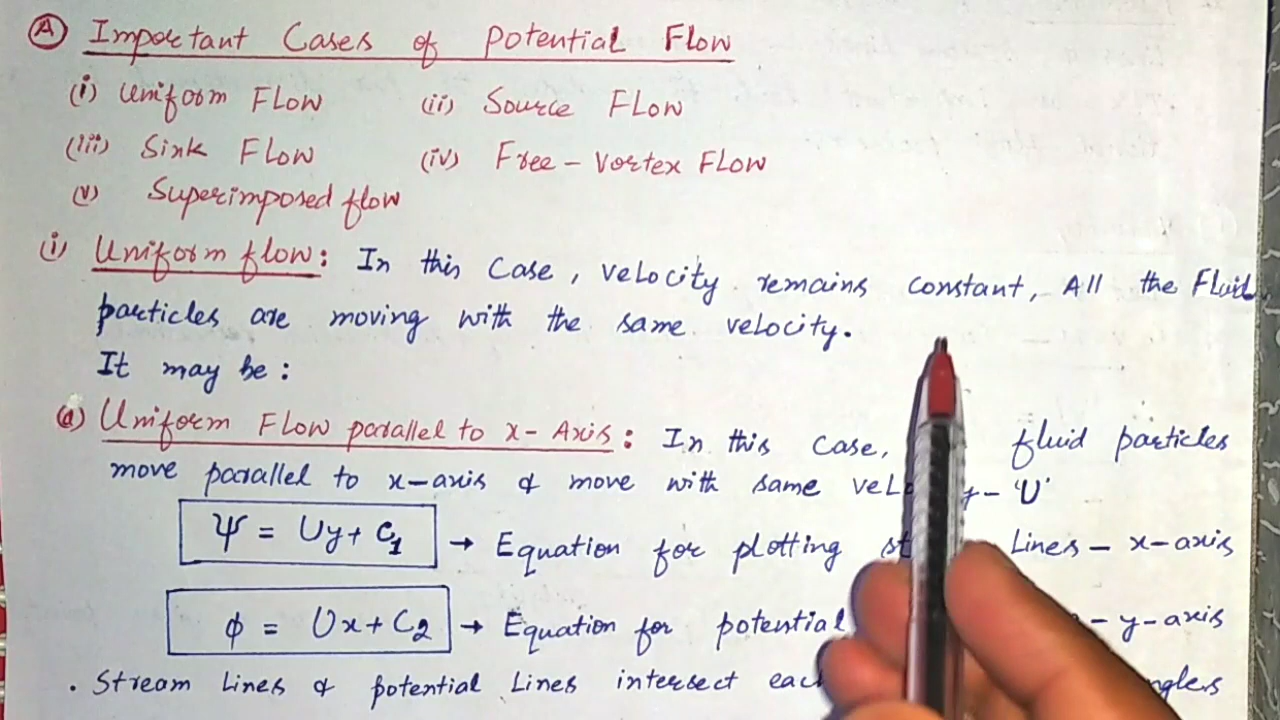 A Important Cases of Potential Flow
(i) Uniform Flow (ii) Source Flow
(iii) Sink Flow (iv) Free - Vortex Flow
(v) Superimposed flow
(i) Uniform flow: In this Case, velocity remains constant, All the Fluid
particles are moving with the same velocity.
It may be:
(a) Uniform Flow parallel to x-Axis: In this case, fluid particles
move parallel to x-axis & move with same - 'U'
Ψ = Uy + C1 → Equation for plotting Lines - x-axis
ϕ = Ux + C2 → Equation for potential - y-axis
. Stream Lines & potential Lines intersect